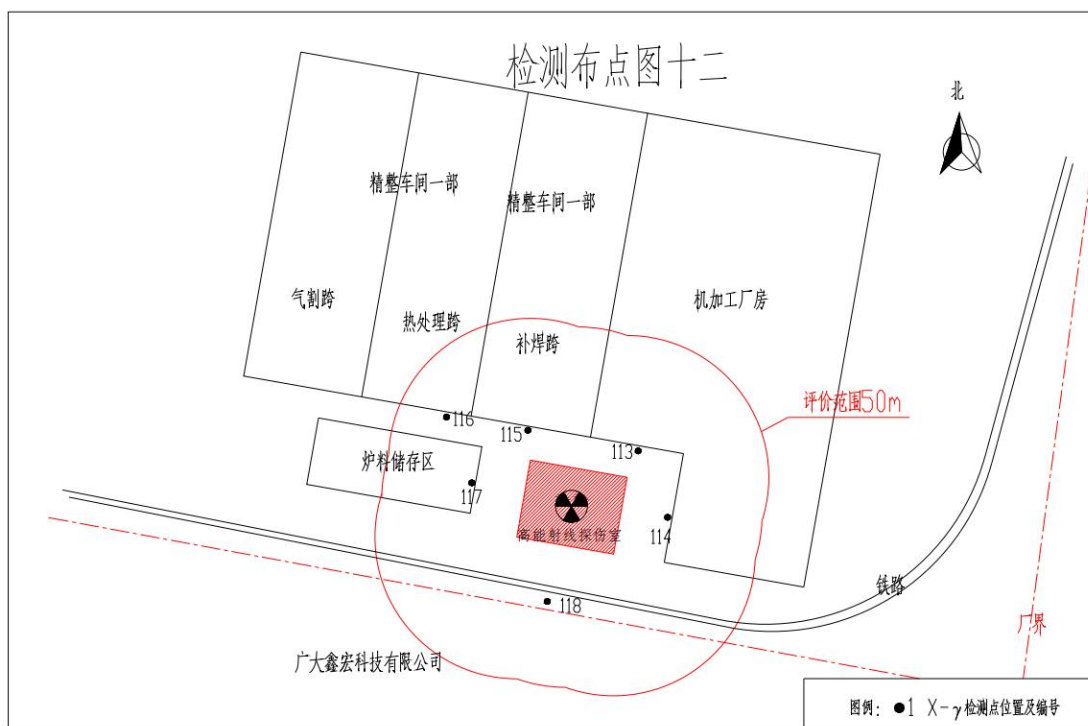 检测布点图十二
北
精整车间一部
精整车间一部
气割跨
热处理跨
补焊跨
机加工厂房
评价范围50m
116
115
113
炉料储存区
117
高能射线探伤室
114
铁路
118
厂界
广大鑫宏科技有限公司
图例: ●1 X-γ检测点位置及编号